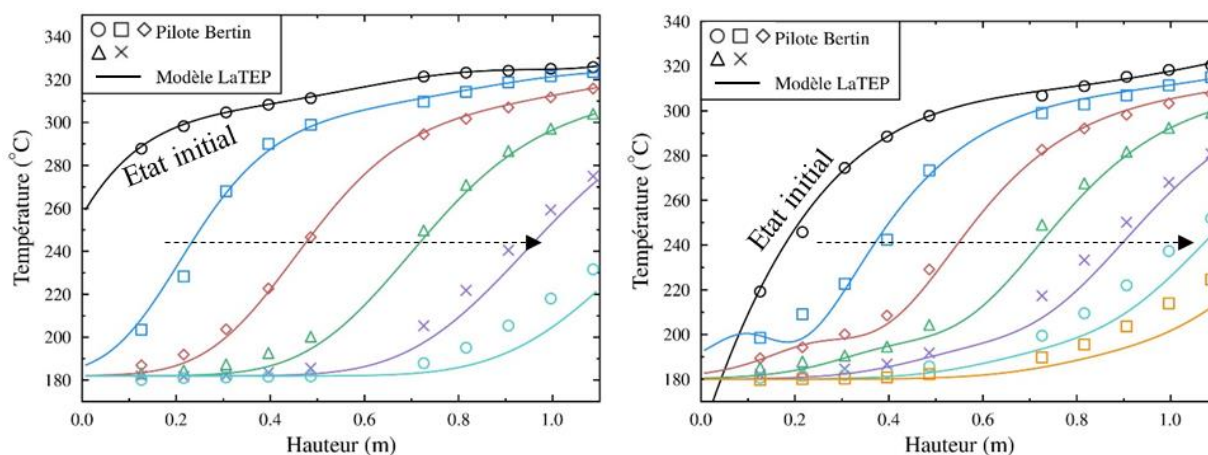 340
320
300
280
260
240
220
200
180
Température (°C)
Pilote Bertin
Modèle LaTEP
Etat initial
0.0 0.2 0.4 0.6 0.8 1.0
Hauteur (m)
340
320
300
280
260
240
220
200
180
Température (°C)
Pilote Bertin
Modèle LaTEP
Etat initial
0.0 0.2 0.4 0.6 0.8 1.0
Hauteur (m)